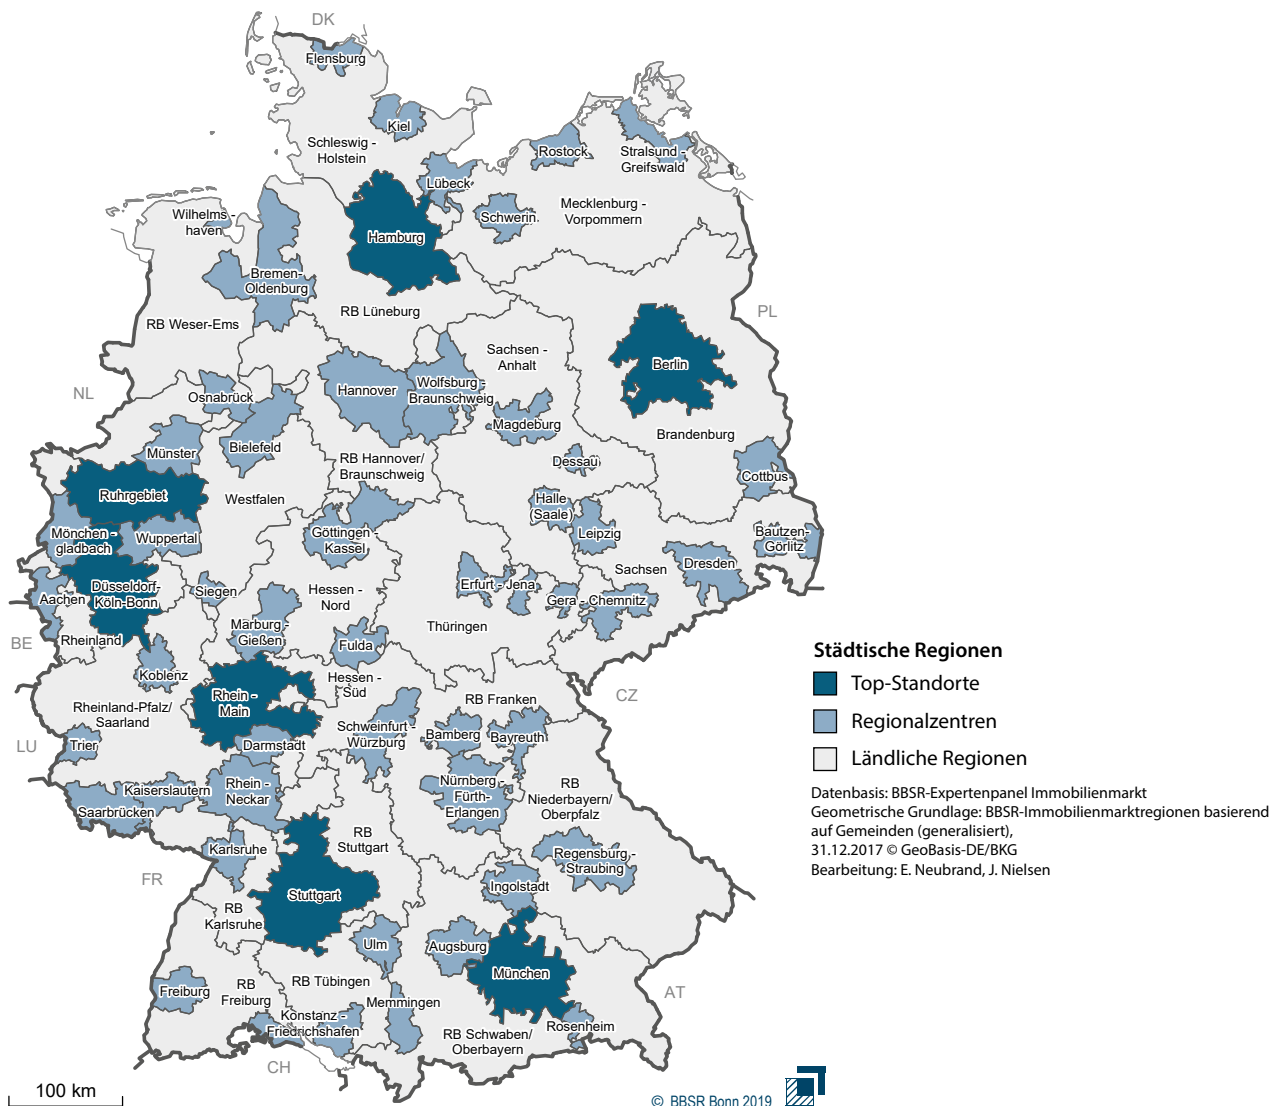 DK
Flensburg
Kiel
Schleswig -
Holstein
Rostock
Stralsund -
Greifswald
Lübeck
Wilhelms -
haven
Schwerin
Mecklenburg -
Vorpommern
Hamburg
Bremen-
Oldenburg
RB Lüneburg
PL
RB Weser-Ems
Sachsen -
Anhalt
Berlin
NL
Osnabrück
Hannover
Wolfsburg -
Braunschweig
Magdeburg
Brandenburg
Münster
Bielefeld
RB Hannover/
Braunschweig
Dessau
Cottbus
Ruhrgebiet
Westfalen
Halle
(Saale)
Leipzig
Mönchen -
gladbach
Wuppertal
Göttingen -
Kassel
Bautzen-
Görlitz
Sachsen
Dresden
Aachen
Düsseldorf-
Köln-Bonn
Siegen
Hessen -
Nord
Erfurt - Jena
Gera - Chemnitz
BE
Rheinland
Marburg -
Gießen
Fulda
Thüringen
Koblenz
Hessen -
Süd
Rhein -
Main
RB Franken
CZ
Rheinland-Pfalz/
Saarland
Schweinfurt -
Würzburg
Bamberg
Bayreuth
LU
Trier
Darmstadt
Kaiserslautern
Saarbrücken
Rhein -
Neckar
Nürnberg -
Fürth-
Erlangen
RB
Niederbayern/
Oberpfalz
Karlsruhe
RB
Stuttgart
Regensburg -
Straubing
FR
Stuttgart
Ingolstadt
RB
Karlsruhe
Ulm
Augsburg
München
Freiburg
RB
Freiburg
RB Tübingen
Memmingen
AT
Konstanz -
Friedrichshafen
Rosenheim
RB Schwaben/
Oberbayern
CH
100 km
Städtische Regionen
Top-Standorte
Regionalzentren
Ländliche Regionen
Datenbasis: BBSR-Expertenpanel Immobilienmarkt
Geometrische Grundlage: BBSR-Immobilienmarktregionen basierend
auf Gemeinden (generalisiert),
31.12.2017 © GeoBasis-DE/BKG
Bearbeitung: E. Neubrand, J. Nielsen
© BBSR Bonn 2019